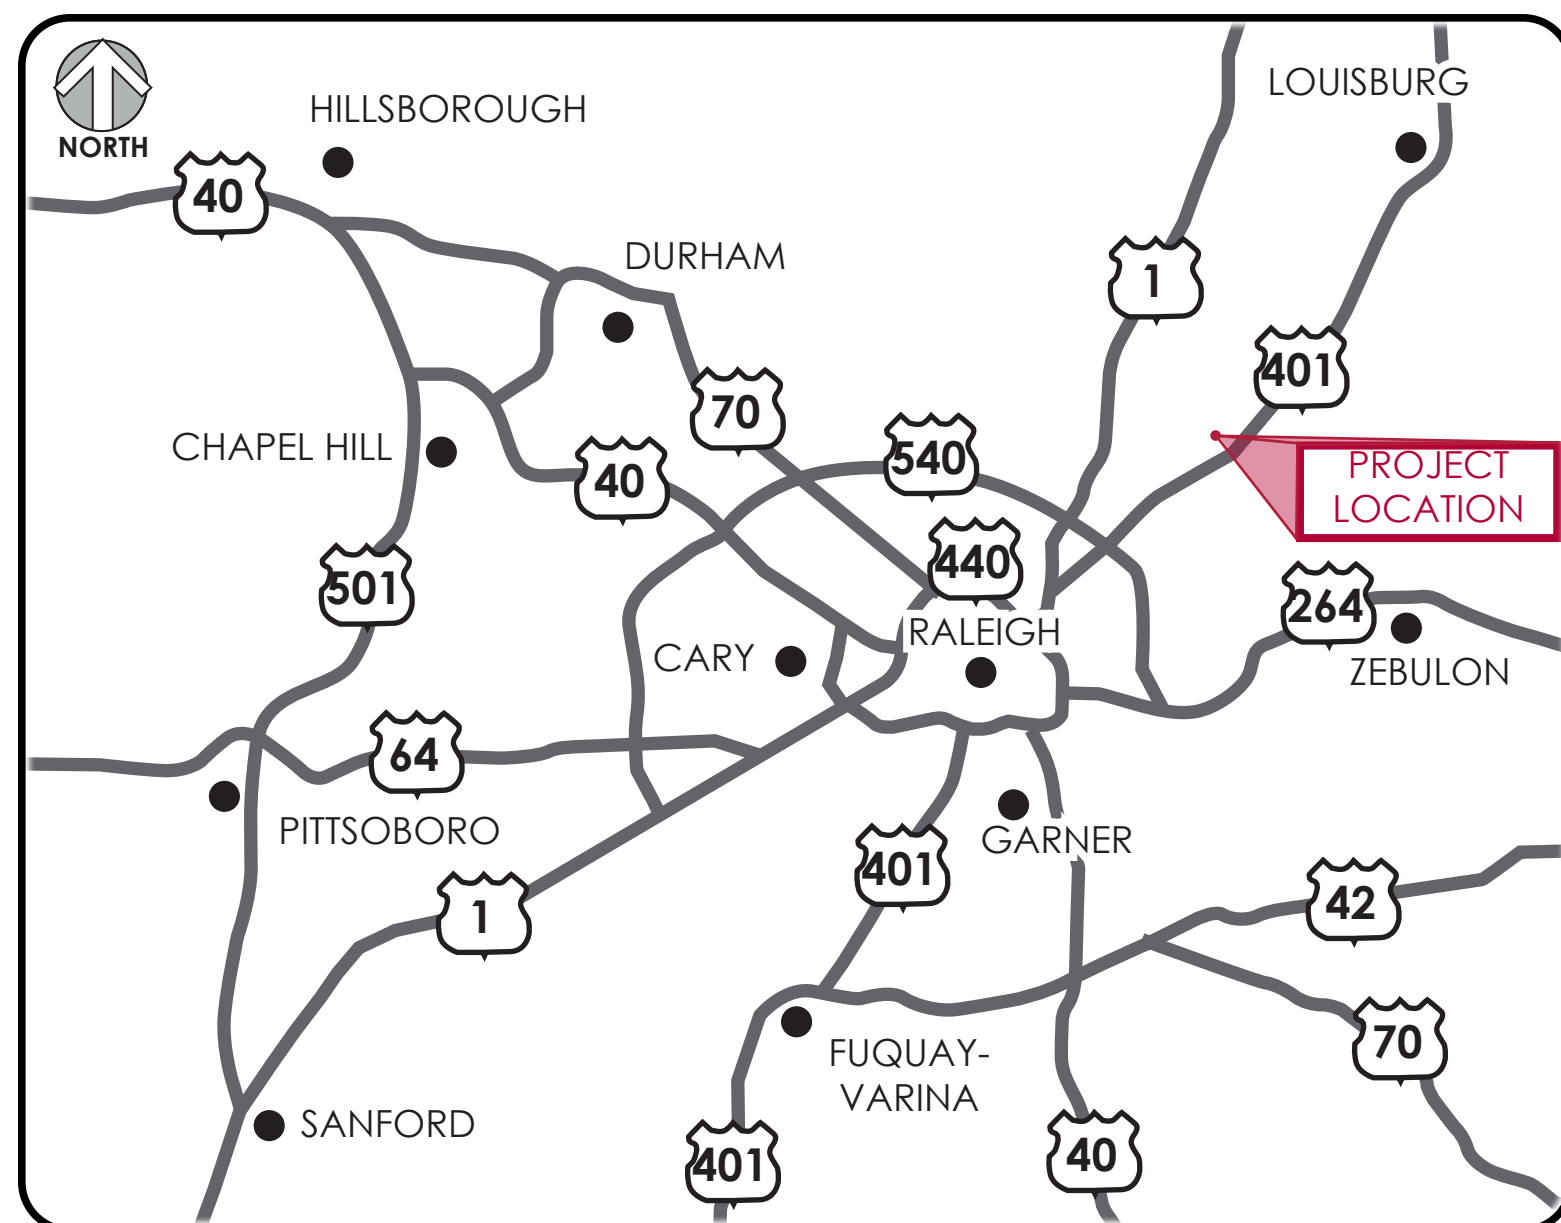 LOUISBURG
HILLSBOROUGH
NORTH
40
DURHAM
1
401
70
CHAPEL HILL
540
40
PROJECT
LOCATION
440
501
264
RALEIGH
CARY
ZEBULON
64
PITTSOBORO
GARNER
401
1
42
70
FUQUAY-
VARINA
SANFORD
401
40